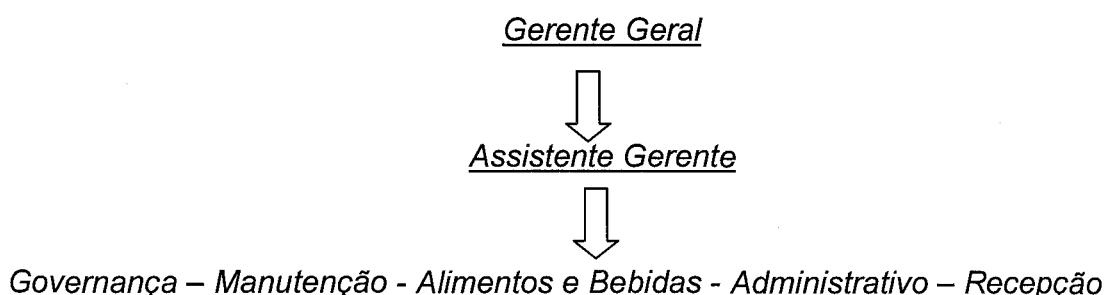 Gerente Geral
Assistente Gerente
Governança – Manutenção - Alimentos e Bebidas - Administrativo – Recepção